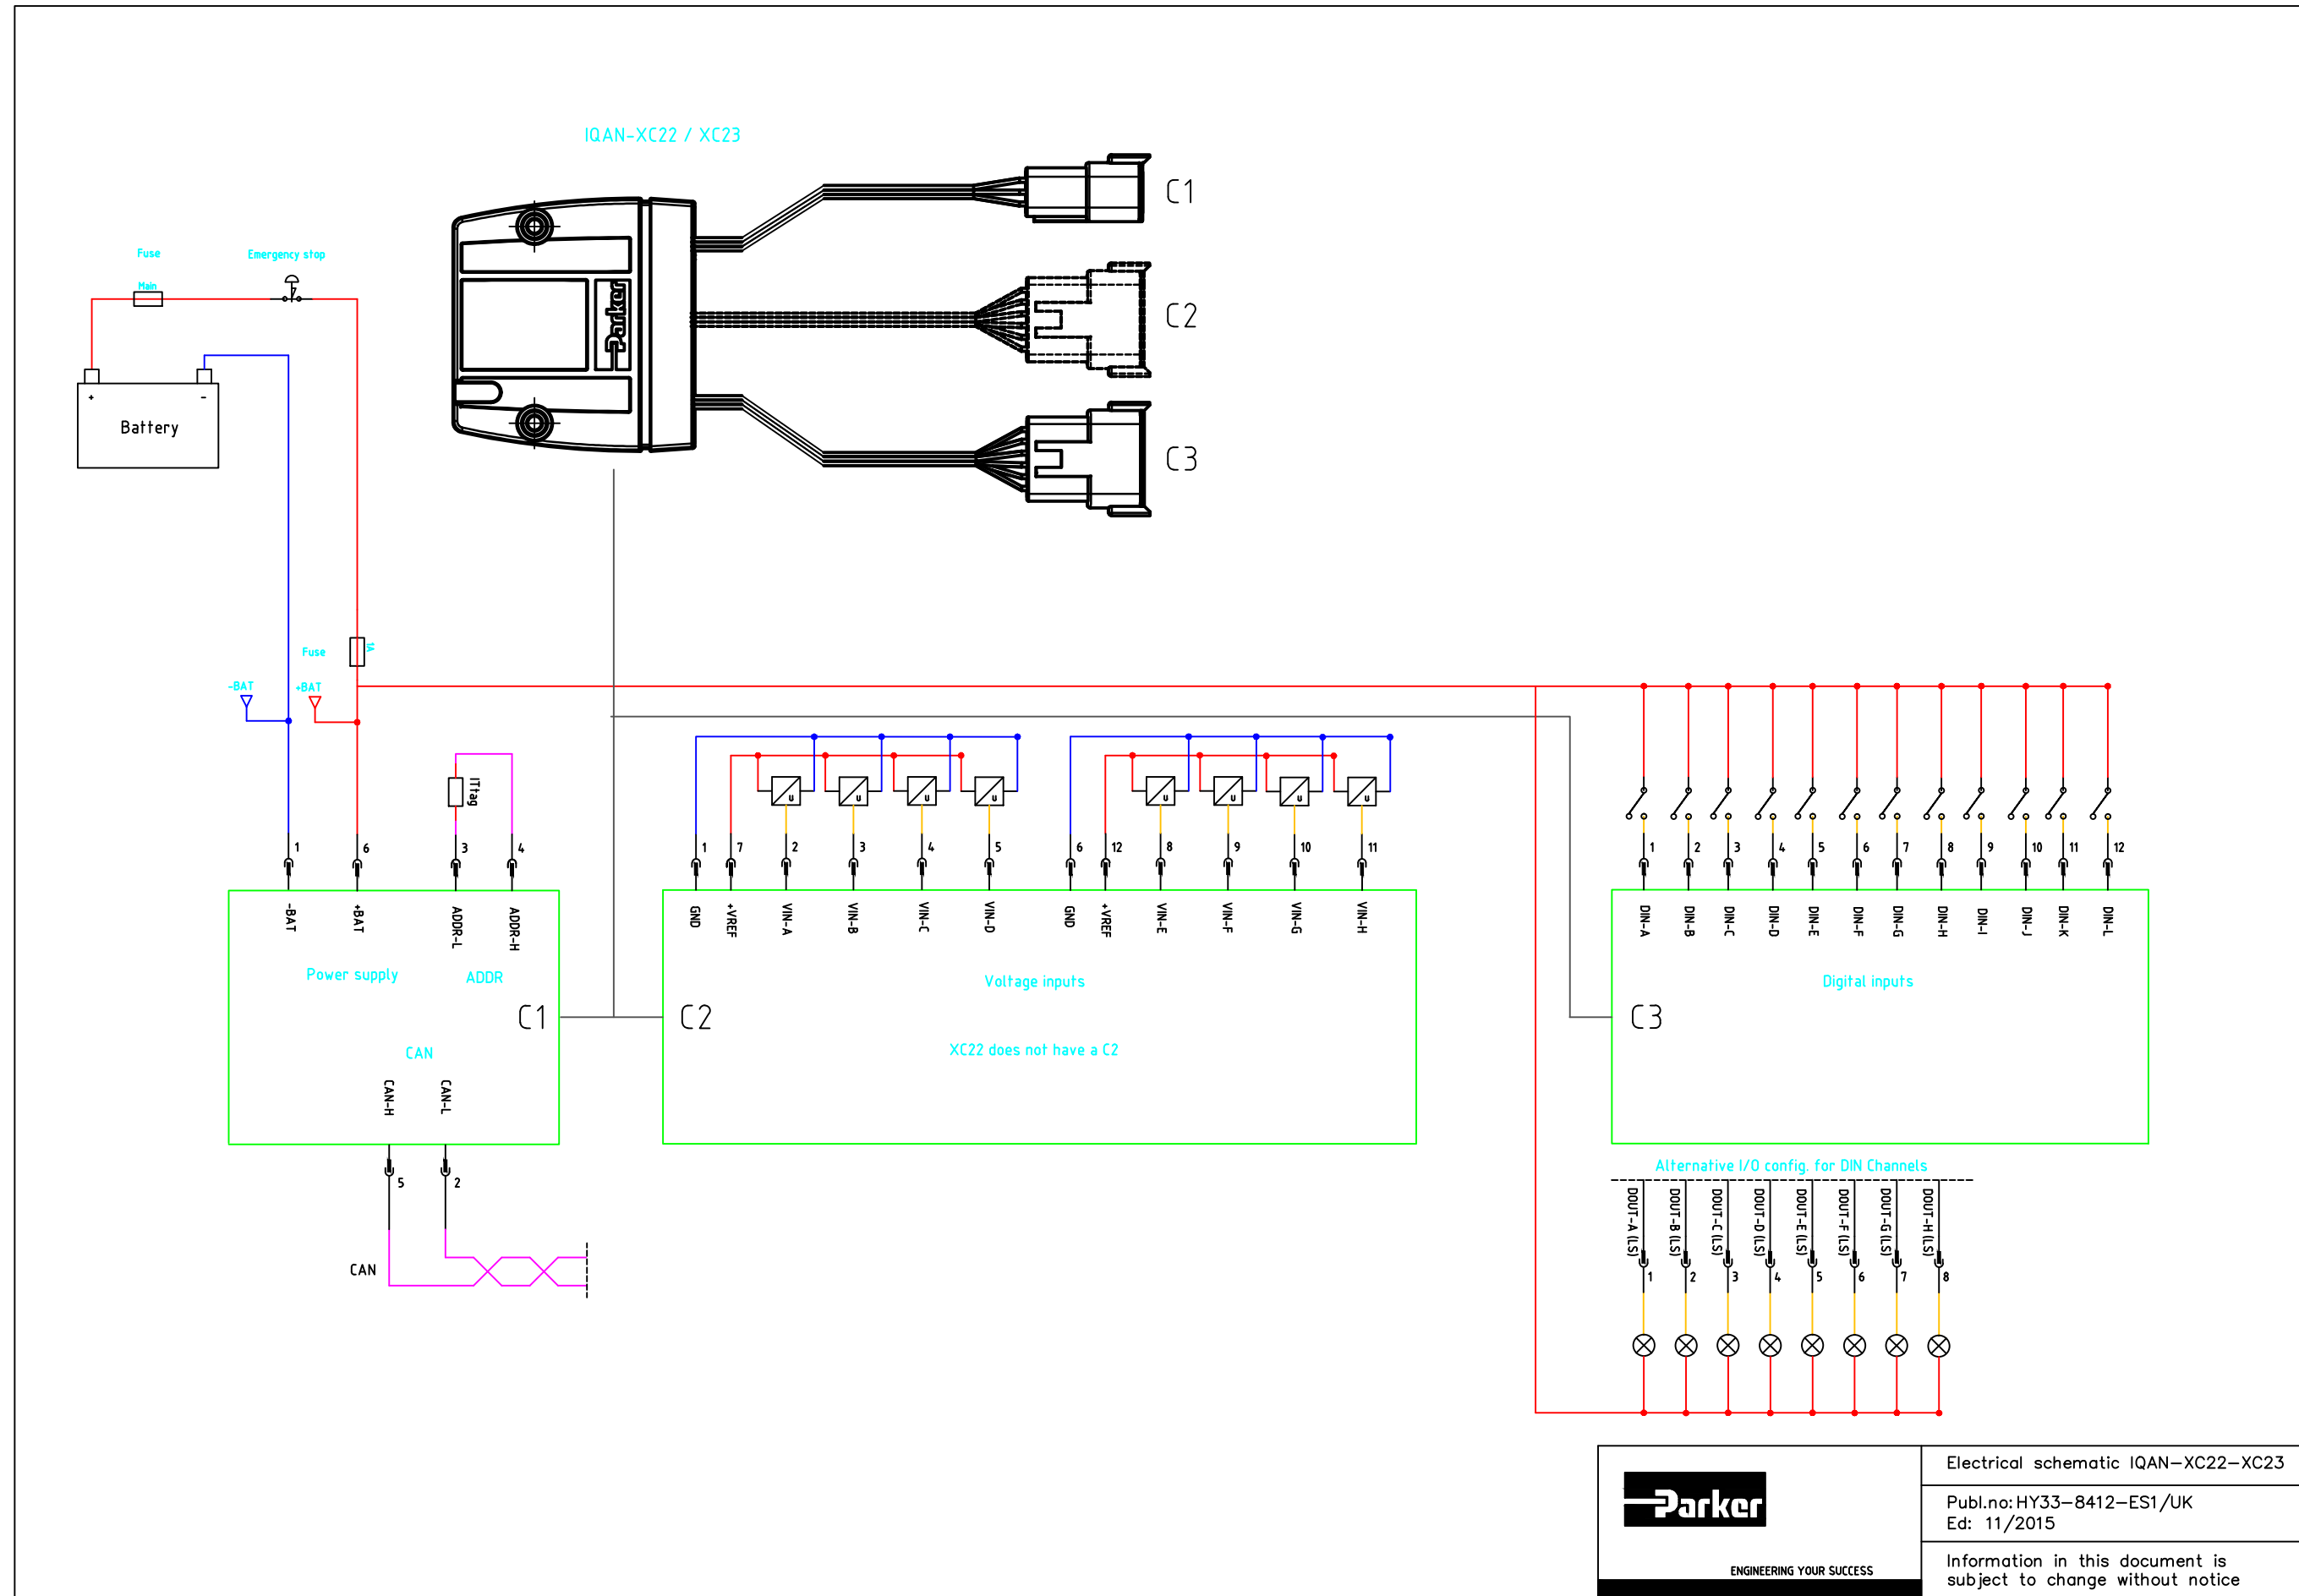 IQAN-XC22 / XC23
C1
C2
C3
Parker
Fuse
Main
Emergency stop
+
-
Battery
Fuse
1A
-BAT
+BAT
ITtag
1
6
3
4
-BAT
+BAT
ADDR-L
ADDR-H
Power supply
ADDR
C1
CAN
CAN-H
CAN-L
5
2
CAN
U
U
U
U
U
U
U
U
1
7
2
3
4
5
6
12
8
9
10
11
GND
+VREF
VIN-A
VIN-B
VIN-C
VIN-D
GND
+VREF
VIN-E
VIN-F
VIN-G
VIN-H
Voltage inputs
C2
XC22 does not have a C2
1
2
3
4
5
6
7
8
9
10
11
12
DIN-A
DIN-B
DIN-C
DIN-D
DIN-E
DIN-F
DIN-G
DIN-H
DIN-I
DIN-J
DIN-K
DIN-L
Digital inputs
C3
Alternative I/O config. for DIN Channels
DOUT-A (LS)
DOUT-B (LS)
DOUT-C (LS)
DOUT-D (LS)
DOUT-E (LS)
DOUT-F (LS)
DOUT-G (LS)
DOUT-H (LS)
1
2
3
4
5
6
7
8
Parker
ENGINEERING YOUR SUCCESS
Electrical schematic IQAN-XC22-XC23
Publ.no: HY33-8412-ES1/UK
Ed: 11/2015
Information in this document is
subject to change without notice